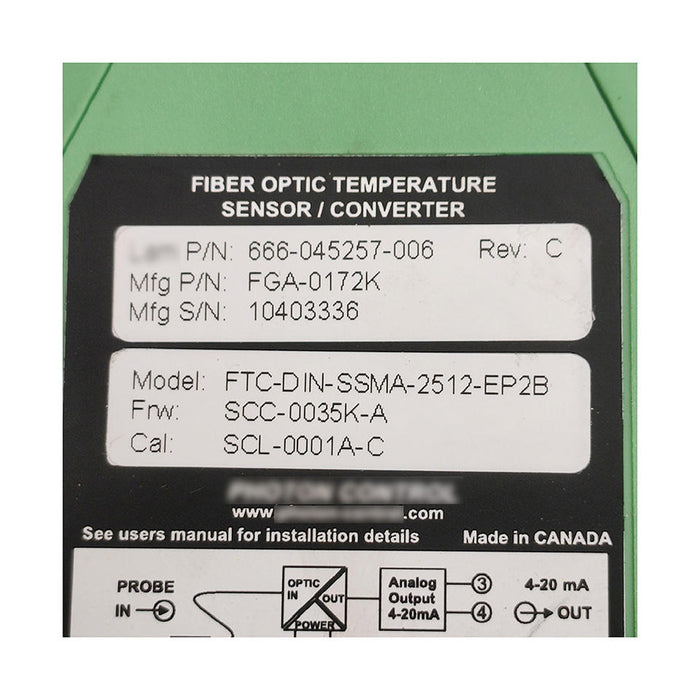 FIBER OPTIC TEMPERATURE
SENSOR / CONVERTER
P/N: 666-045257-006 Rev: C
Mfg P/N: FGA-0172K
Mfg S/N: 10403336
Model: FTC-DIN-SSMA-2512-EP2B
Frw: SCC-0035K-A
Cal: SCL-0001A-C
PHOTON CONTROL
www. .com
See users manual for installation details Made in CANADA
PROBE
IN
OPTIC
IN OUT
POWER
Analog
Output
4-20mA
3
4
4-20 mA
OUT